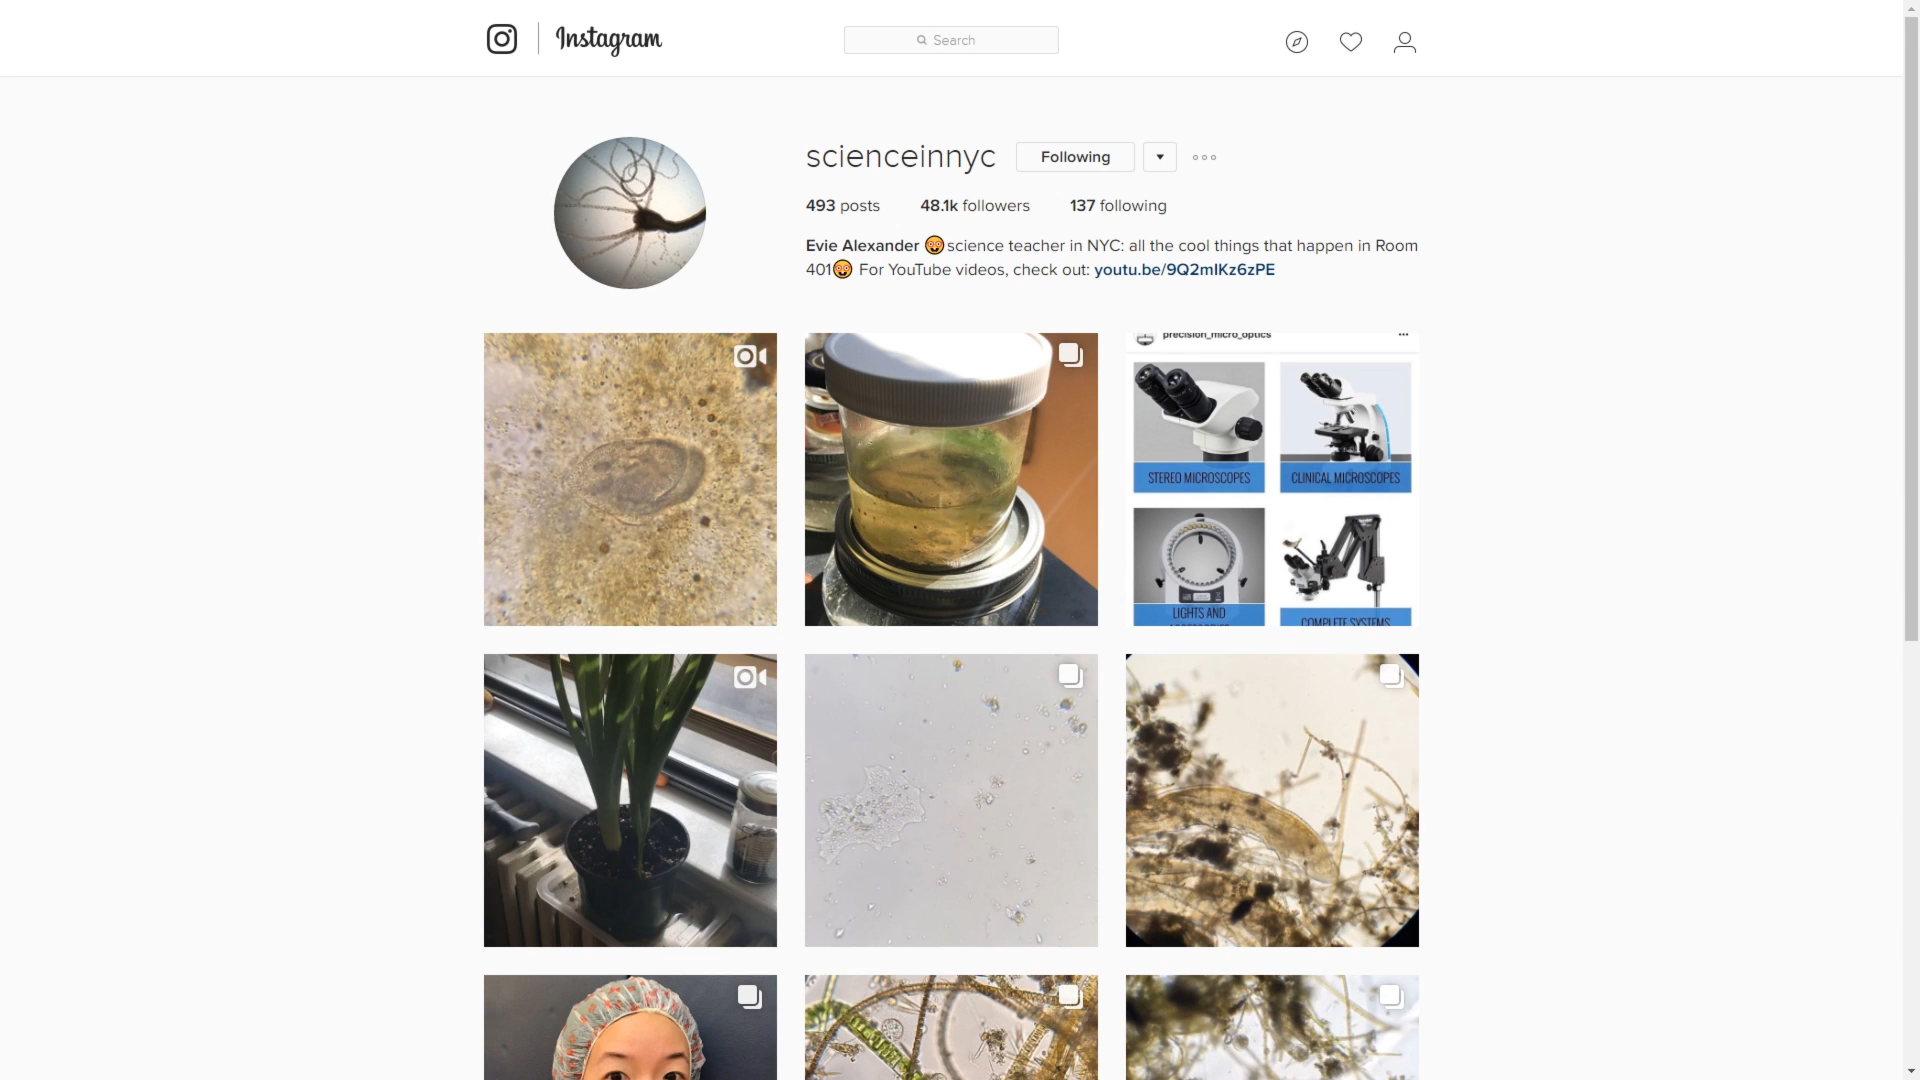 Instagram
Search
scienceinnyc Following
493 posts 48.1k followers 137 following
Evie Alexander science teacher in NYC: all the cool things that happen in Room
401 For YouTube videos, check out: youtu.be/9Q2mIKz6zPE
precision_micro_optics
STEREO MICROSCOPES
CLINICAL MICROSCOPES
LIGHTS AND
COMPLETE SYSTEMS